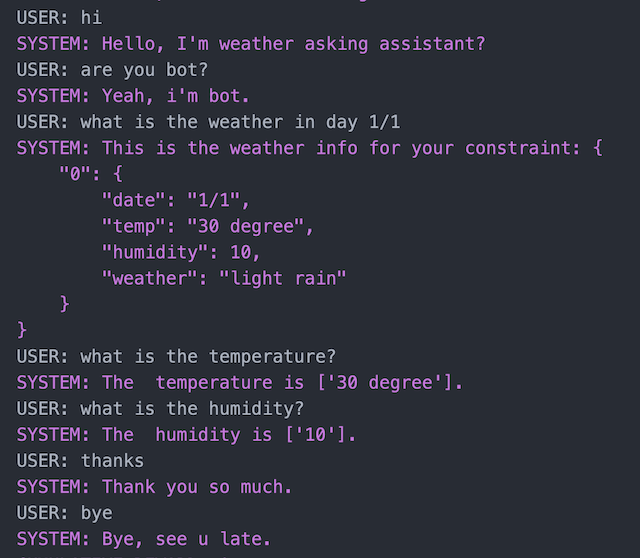 USER: hi
SYSTEM: Hello, I'm weather asking assistant?
USER: are you bot?
SYSTEM: Yeah, i'm bot.
USER: what is the weather in day 1/1
SYSTEM: This is the weather info for your constraint: {
    "0": {
        "date": "1/1",
        "temp": "30 degree",
        "humidity": 10,
        "weather": "light rain"
    }
}
USER: what is the temperature?
SYSTEM: The  temperature is ['30 degree'].
USER: what is the humidity?
SYSTEM: The  humidity is ['10'].
USER: thanks
SYSTEM: Thank you so much.
USER: bye
SYSTEM: Bye, see u late.